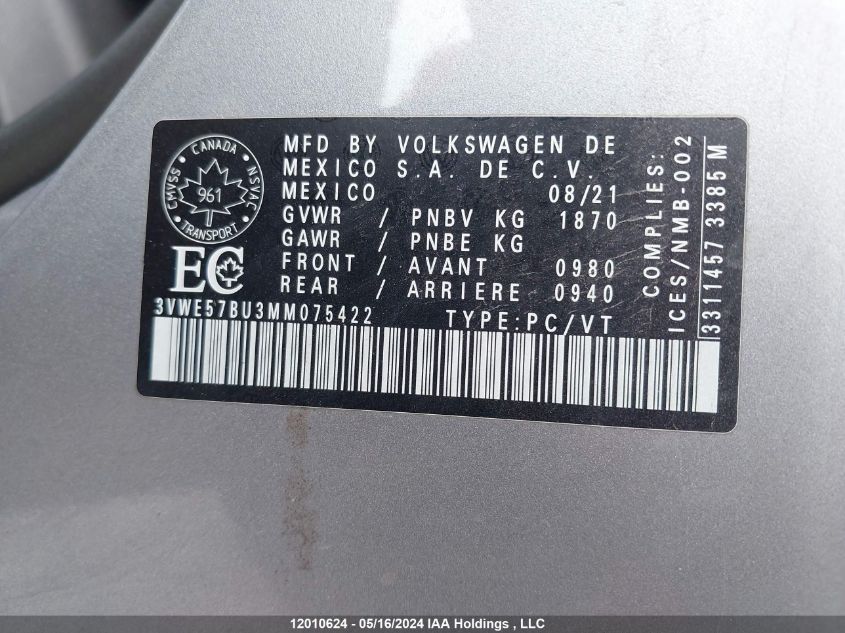 CANADA
CMVSS
NSVAC
961
TRANSPORT
EC
MFD BY VOLKSWAGEN DE
MEXICO S.A. DE C.V.
MEXICO 08/21
GVWR / PNBV KG 1870
GAWR / PNBE KG
FRONT / AVANT 0980
REAR / ARRIERE 0940
3VWE57BU3MM075422 TYPE:PC/VT
COMPLIES:
ICES/NMB-002
3311457 3385 M
12010624 - 05/16/2024 IAA Holdings , LLC